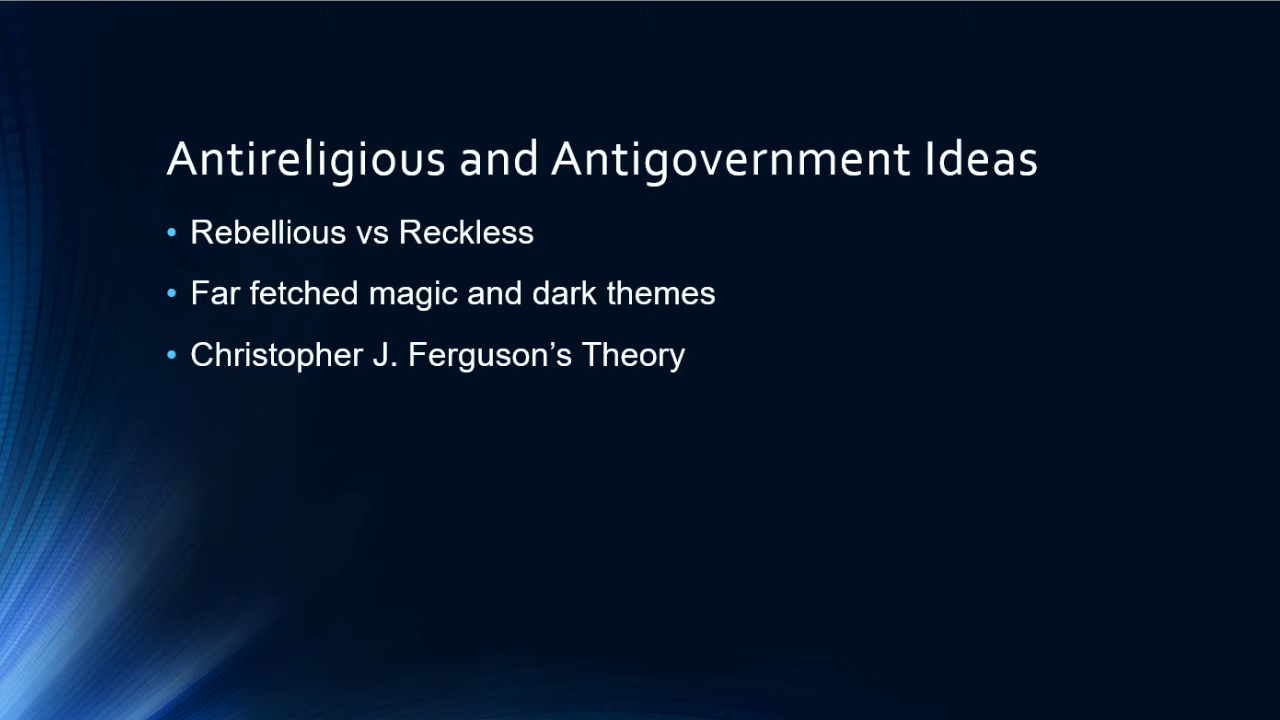 Antireligious and Antigovernment Ideas
• Rebellious vs Reckless
• Far fetched magic and dark themes
• Christopher J. Ferguson’s Theory